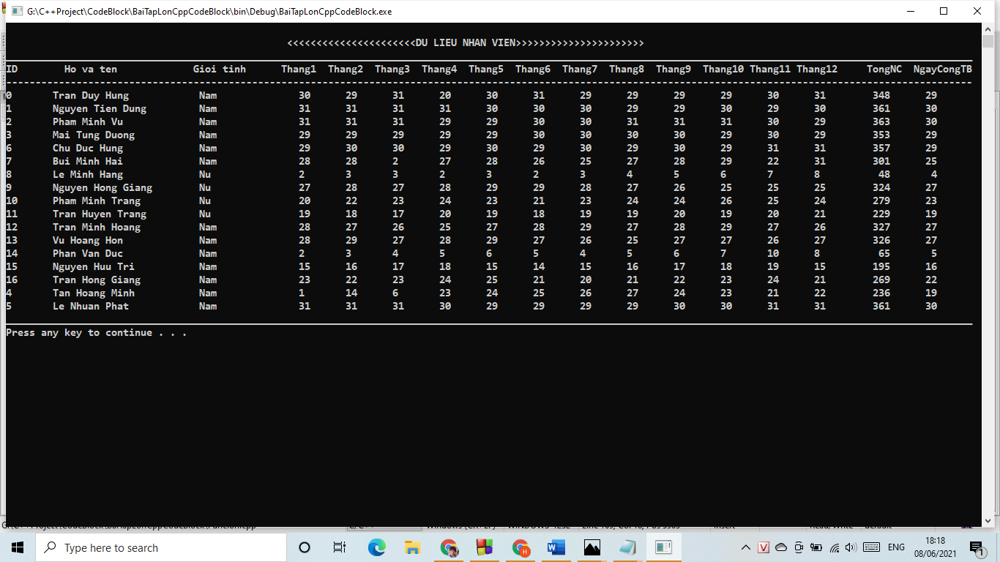 G:\C++Project\CodeBlock\BaiTapLonCppCodeBlock\bin\Debug\BaiTapLonCppCodeBlock.exe
<<<<<<<<<<<<<<<<<<<<<<DU LIEU NHAN VIEN>>>>>>>>>>>>>>>>>>>>>>
ID Ho va ten Gioi tinh Thang1 Thang2 Thang3 Thang4 Thang5 Thang6 Thang7 Thang8 Thang9 Thang10 Thang11 Thang12 TongNC NgayCongTB
0 Tran Duy Hung Nam 30 29 31 20 30 31 29 29 29 29 30 31 348 29
1 Nguyen Tien Dung Nam 31 31 31 31 30 30 30 29 29 30 29 30 361 30
2 Pham Minh Vu Nam 31 31 31 29 29 30 30 31 31 31 30 29 363 30
3 Mai Tung Duong Nam 29 29 29 29 29 30 30 30 30 29 30 29 353 29
6 Chu Duc Hung Nam 29 30 30 29 30 29 29 30 30 29 31 31 357 29
7 Bui Minh Hai Nam 28 28 2 27 28 26 25 27 28 29 22 31 301 25
8 Le Minh Hang Nu 2 3 3 2 3 2 3 4 5 6 7 8 48 4
9 Nguyen Hong Giang Nu 27 28 27 28 29 29 28 27 26 25 25 25 324 27
10 Pham Minh Trang Nu 20 22 23 24 23 21 23 24 24 26 25 24 279 23
11 Tran Huyen Trang Nu 19 18 17 20 19 18 19 19 20 19 20 21 229 19
12 Tran Minh Hoang Nam 28 27 26 25 27 28 29 27 28 29 27 26 327 27
13 Vu Hoang Hon Nam 28 29 27 28 29 27 26 25 27 27 26 27 326 27
14 Phan Van Duc Nam 2 3 4 5 6 5 4 5 6 7 10 8 65 5
15 Nguyen Huu Tri Nam 15 16 17 18 15 14 15 16 17 18 19 15 195 16
16 Tran Hong Giang Nam 23 22 23 24 25 21 20 21 22 23 24 21 269 22
4 Tan Hoang Minh Nam 1 14 6 23 24 25 26 27 24 23 21 22 236 19
5 Le Nhuan Phat Nam 31 31 31 30 29 29 29 29 30 30 31 31 361 30
Press any key to continue . . .
Type here to search
ENG
18:18
08/06/2021
1